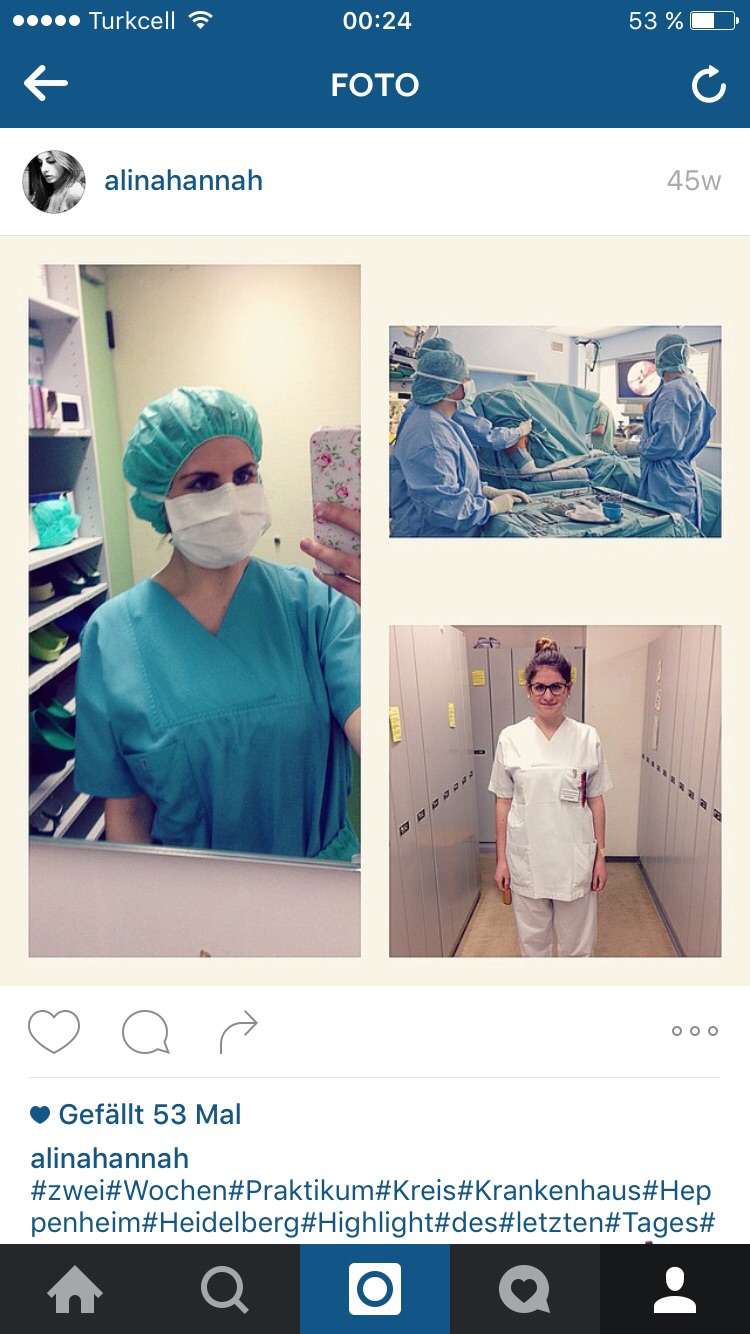 Turkcell 00:24 53 %
FOTO
alinahannah 45w
Gefällt 53 Mal
alinahannah
#zwei#Wochen#Praktikum#Kreis#Krankenhaus#Hep
penheim#Heidelberg#Highlight#des#letzten#Tages#